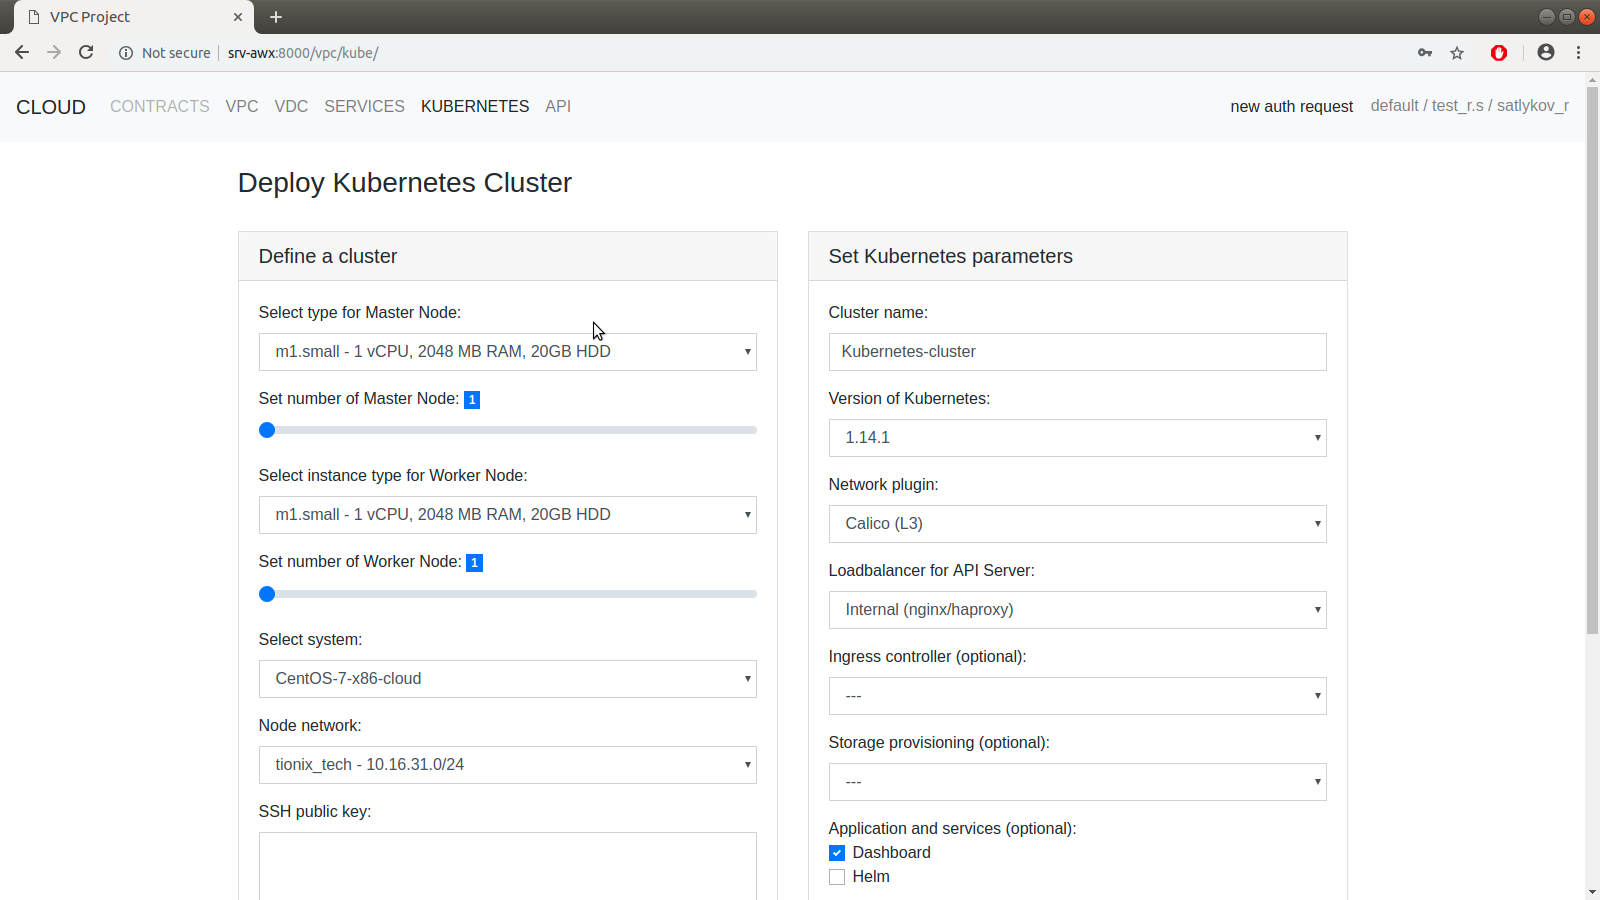 VPC Project
Not secure srv-awx:8000/vpc/kube/
CLOUD CONTRACTS VPC VDC SERVICES KUBERNETES API new auth request default / test_r.s / satlykov_r
Deploy Kubernetes Cluster
Define a cluster
Select type for Master Node:
m1.small - 1 vCPU, 2048 MB RAM, 20GB HDD
Set number of Master Node: 1
Select instance type for Worker Node:
m1.small - 1 vCPU, 2048 MB RAM, 20GB HDD
Set number of Worker Node: 1
Select system:
CentOS-7-x86-cloud
Node network:
tionix_tech - 10.16.31.0/24
SSH public key:
Set Kubernetes parameters
Cluster name:
Kubernetes-cluster
Version of Kubernetes:
1.14.1
Network plugin:
Calico (L3)
Loadbalancer for API Server:
Internal (nginx/haproxy)
Ingress controller (optional):
---
Storage provisioning (optional):
---
Application and services (optional):
Dashboard
Helm